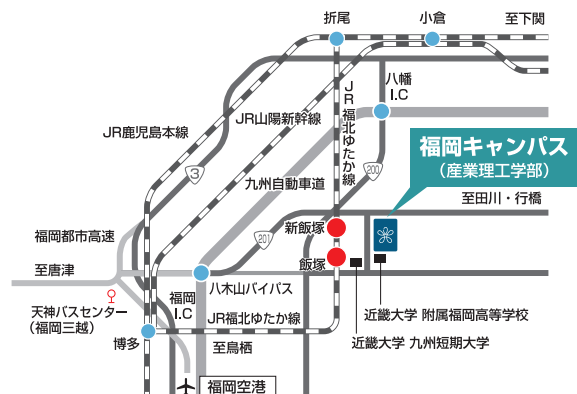 折尾
小倉
至下関
八幡
I.C
JR福北ゆたか線
JR山陽新幹線
JR鹿児島本線
福岡キャンパス
（産業理工学部）
3
200
九州自動車道
至田川・行橋
新飯塚
201
福岡都市高速
飯塚
至唐津
八木山バイパス
福岡
I.C
天神バスセンター
（福岡三越）
JR福北ゆたか線
近畿大学 附属福岡高等学校
博多
至鳥栖
近畿大学 九州短期大学
福岡空港